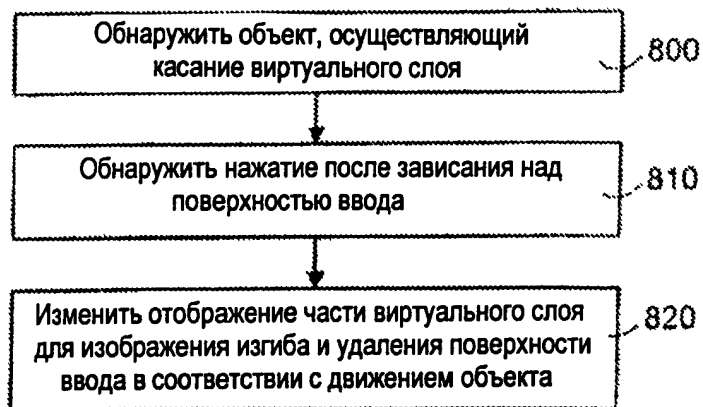 Обнаружить объект, осуществляющий
касание виртуального слоя
800
Обнаружить нажатие после зависания над
поверхностью ввода
810
Изменить отображение части виртуального слоя
для изображения изгиба и удаления поверхности
ввода в соответствии с движением объекта
820